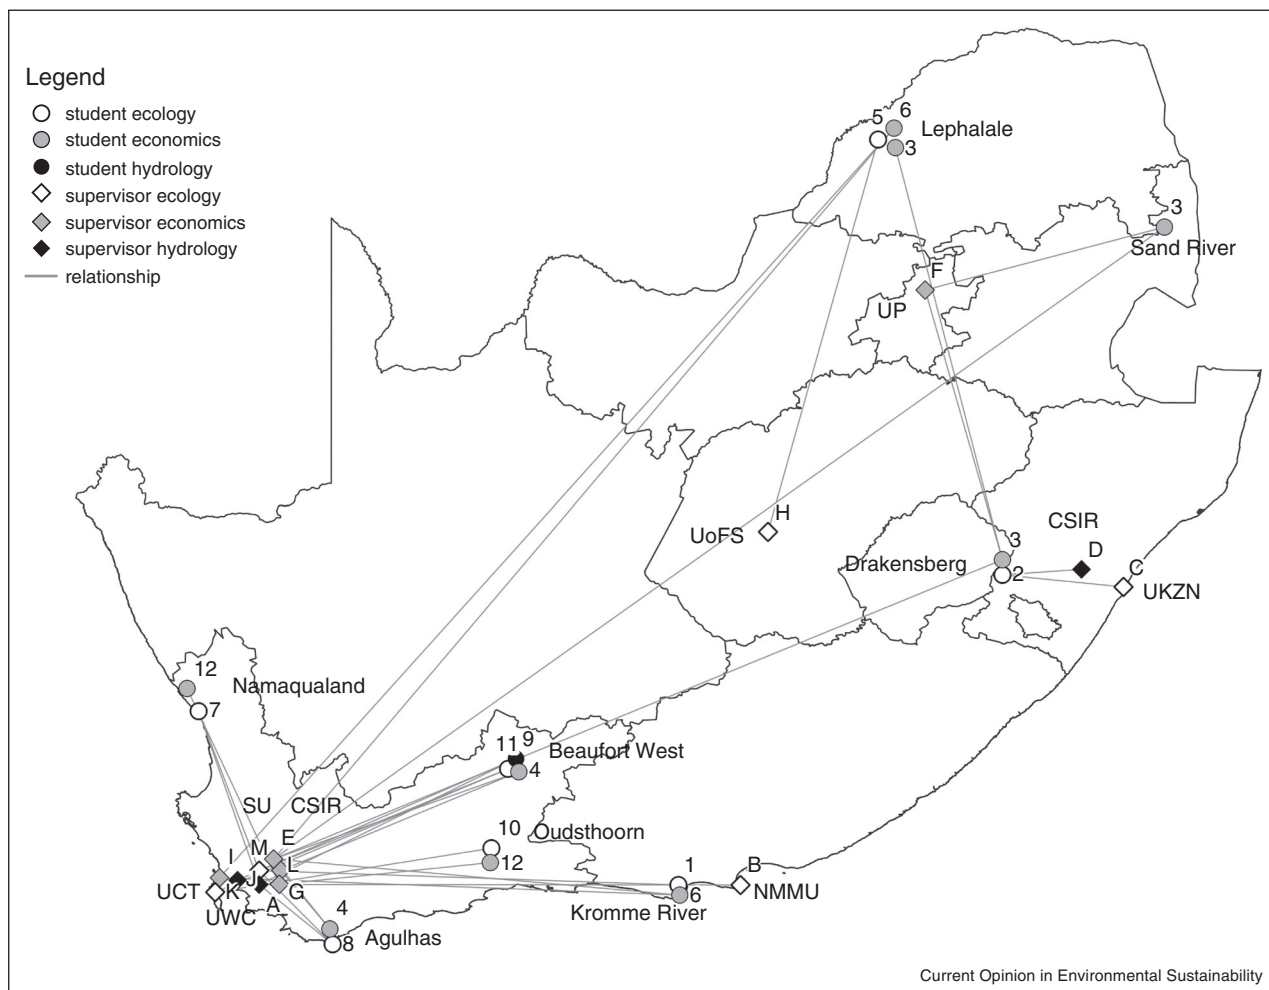 Legend
student ecology
student economics
student hydrology
supervisor ecology
supervisor economics
supervisor hydrology
relationship
5 6
Lephalale
3
3
Sand River
F
UP
H
UoFS
CSIR
3
D
Drakensberg
2
C
UKZN
12
Namaqualand
7
11 9
Beaufort West
4
SU CSIR
10
Oudsthoorn
12
E
M
I
L
J
K
G
UCT
A
UWC
1
B
NMMU
6
Kromme River
4
8
Agulhas
Current Opinion in Environmental Sustainability